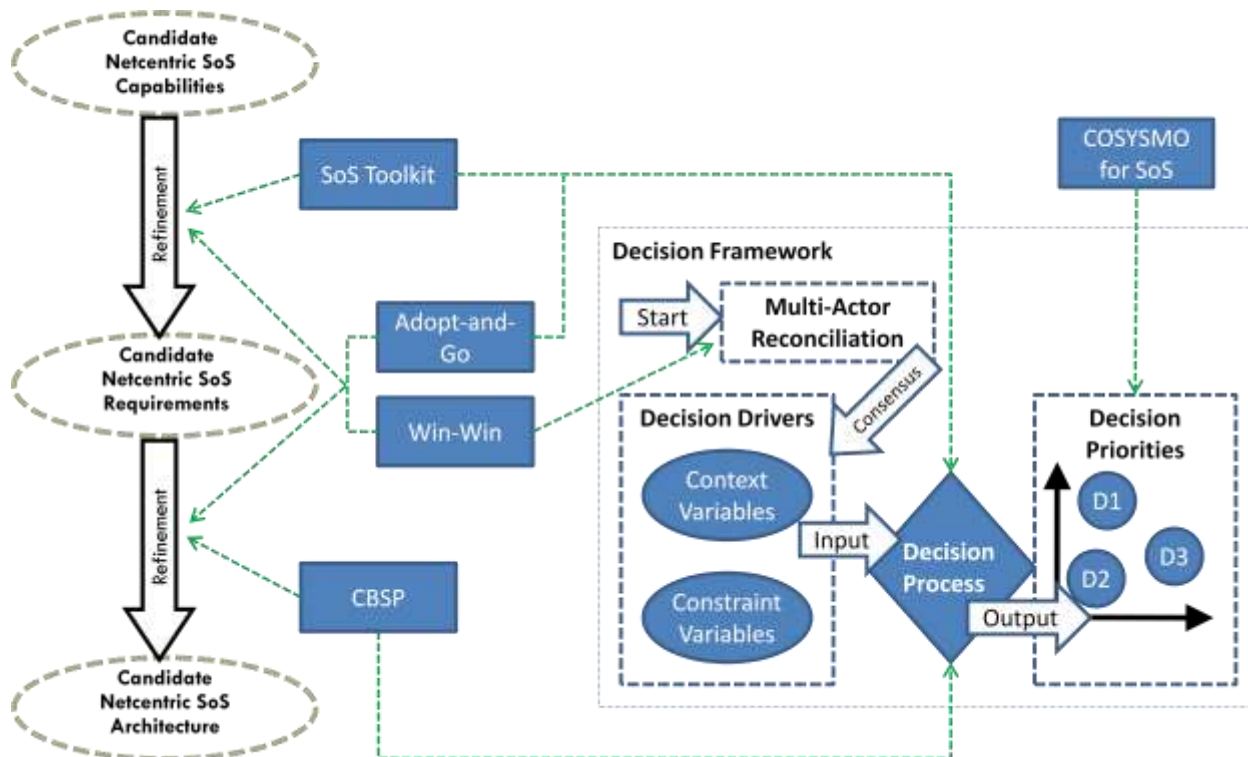 Candidate
Netcentric SoS
Capabilities
Refinement
SoS Toolkit
COSYSMO
for SoS
Decision Framework
Start
Multi-Actor
Reconciliation
Adopt-and-
Go
Candidate
Netcentric SoS
Requirements
Win-Win
Consensus
Decision Drivers
Context
Variables
Input
Decision
Process
Constraint
Variables
Output
Decision
Priorities
D1
D3
D2
Refinement
CBSP
Candidate
Netcentric SoS
Architecture